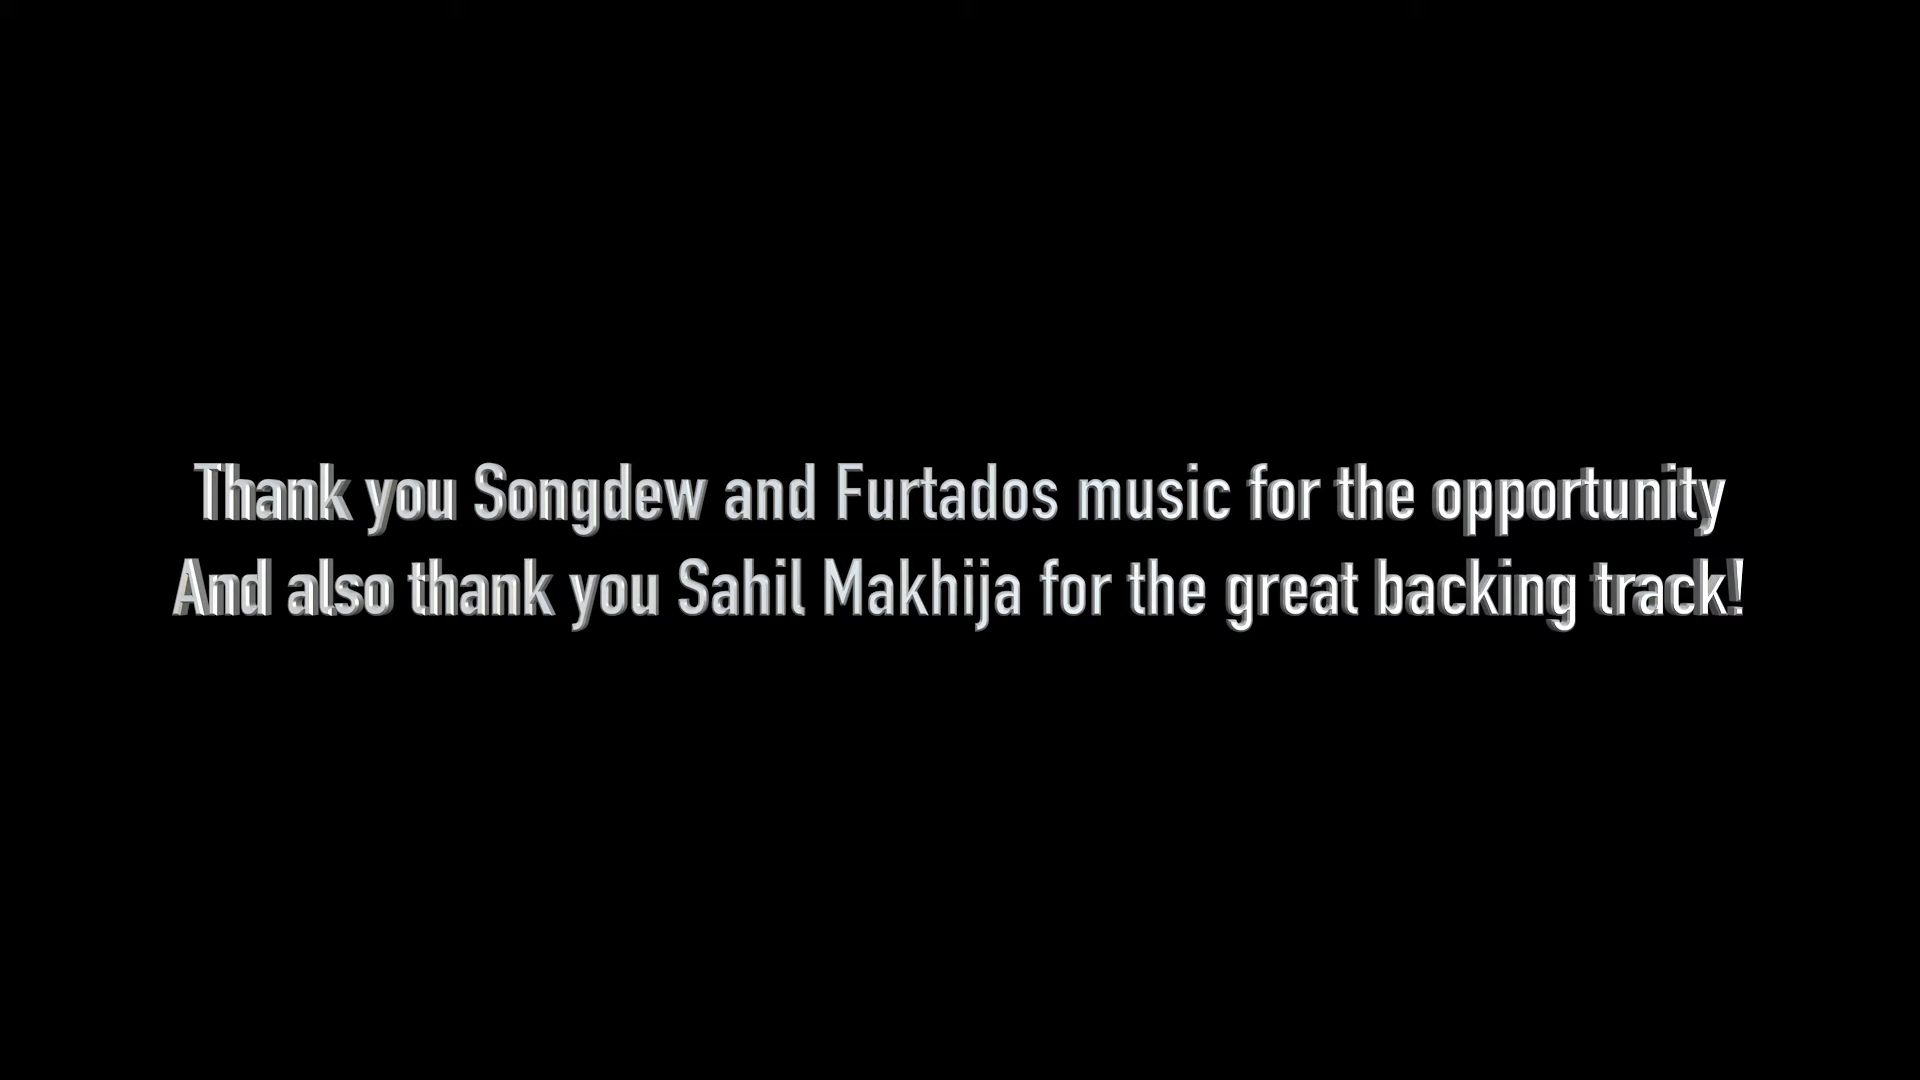 Thank you Songdew and Furtados music for the opportunity
And also thank you Sahil Makhija for the great backing track!